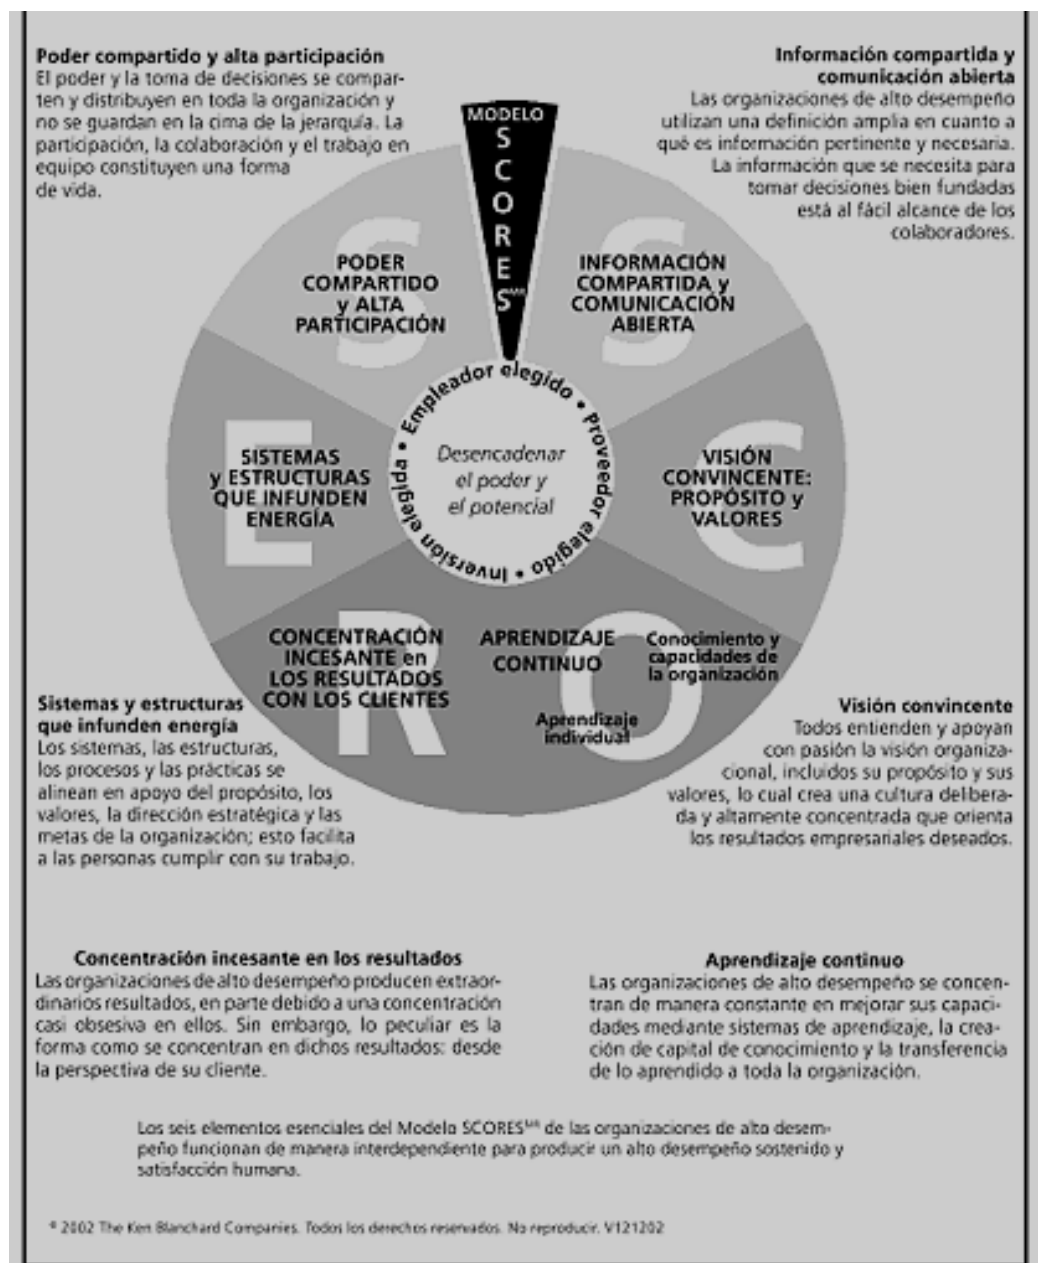 Poder compartido y alta participación
El poder y la toma de decisiones se compar-
ten y distribuyen en toda la organización y
no se guardan en la cima de la jerarquía. La
participación, la colaboración y el trabajo en
equipo constituyen una forma
de vida.
Información compartida y
comunicación abierta
Las organizaciones de alto desempeño
utilizan una definición amplia en cuanto a
qué es información pertinente y necesaria.
La información que se necesita para
tomar decisiones bien fundadas
está al fácil alcance de los
colaboradores.
MODELO
S
C
O
R
E
S MR
S
PODER
COMPARTIDO
y ALTA
PARTICIPACIÓN
S
INFORMACIÓN
COMPARTIDA y
COMUNICACIÓN
ABIERTA
E
SISTEMAS
y ESTRUCTURAS
QUE INFUNDEN
ENERGÍA
Empleador elegido • Proveedor elegido • Inversión elegida •
Desencadenar
el poder y
el potencial
C
VISIÓN
CONVINCENTE:
PROPÓSITO y
VALORES
R
CONCENTRACIÓN
INCESANTE en
LOS RESULTADOS
CON LOS CLIENTES
O
APRENDIZAJE
CONTINUO
Conocimiento y
capacidades de
la organización
Aprendizaje
individual
Sistemas y estructuras
que infunden energía
Los sistemas, las estructuras,
los procesos y las prácticas se
alinean en apoyo del propósito, los
valores, la dirección estratégica y las
metas de la organización; esto facilita
a las personas cumplir con su trabajo.
Visión convincente
Todos entienden y apoyan
con pasión la visión organiza-
cional, incluidos su propósito y sus
valores, lo cual crea una cultura delibera-
da y altamente concentrada que orienta
los resultados empresariales deseados.
Concentración incesante en los resultados
Las organizaciones de alto desempeño producen extraor-
dinarios resultados, en parte debido a una concentración
casi obsesiva en ellos. Sin embargo, lo peculiar es la
forma como se concentran en dichos resultados: desde
la perspectiva de su cliente.
Aprendizaje continuo
Las organizaciones de alto desempeño se concen-
tran de manera constante en mejorar sus capaci-
dades mediante sistemas de aprendizaje, la crea-
ción de capital de conocimiento y la transferencia
de lo aprendido a toda la organización.
Los seis elementos esenciales del Modelo SCORES MR de las organizaciones de alto desem-
peño funcionan de manera interdependiente para producir un alto desempeño sostenido y
satisfacción humana.
© 2002 The Ken Blanchard Companies. Todos los derechos reservados. No reproducir. V121202